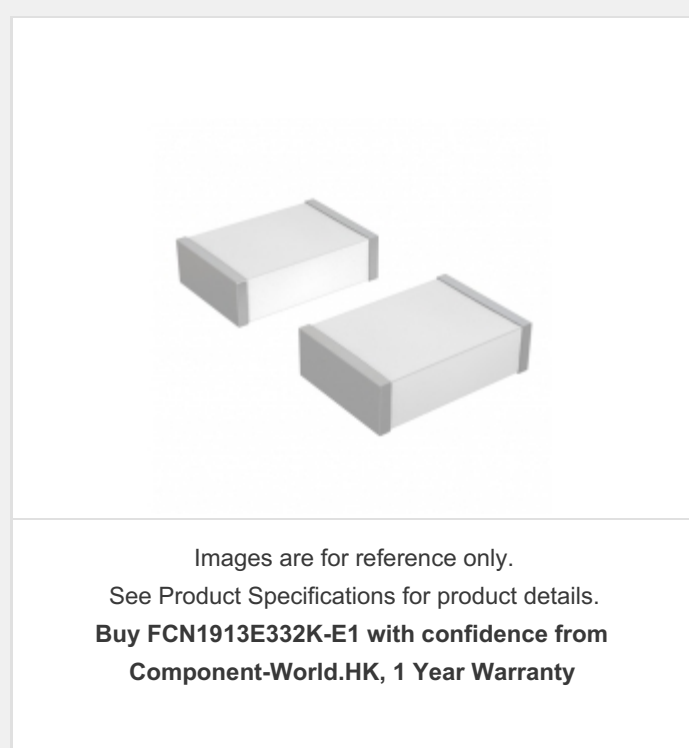 Images are for reference only.
See Product Specifications for product details.
Buy FCN1913E332K-E1 with confidence from
Component-World.HK, 1 Year Warranty